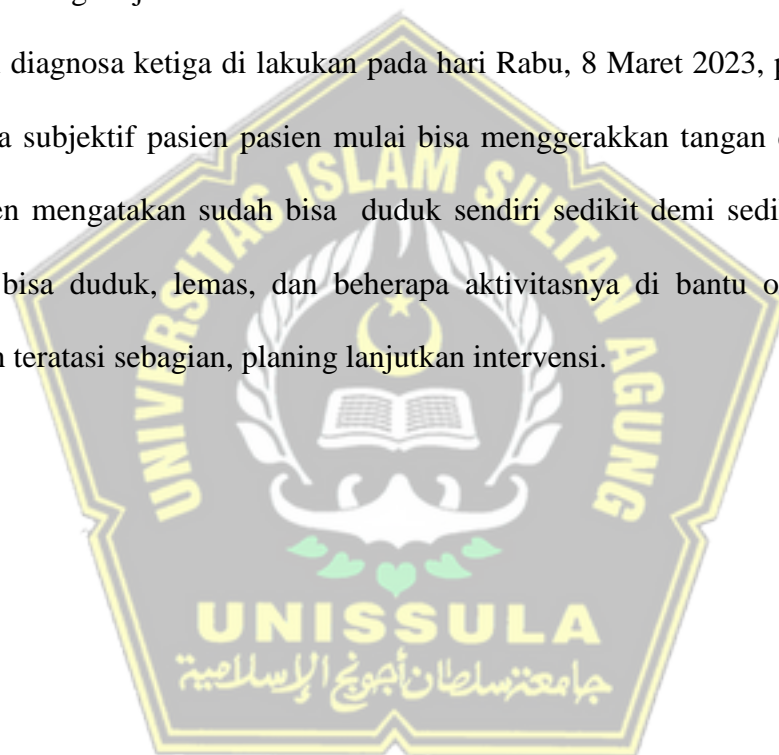 diagnosa ketiga di lakukan pada hari Rabu, 8 Maret 2023, p
a subjektif pasien pasien mulai bisa menggerakkan tangan
en mengatakan sudah bisa duduk sendiri sedikit demi sedi
bisa duduk, lemas, dan beherapa aktivitasnya di bantu o
n teratasi sebagian, planing lanjutkan intervensi.
UNIVERSITAS ISLAM SULTAN AGUNG
UNISSULA
جامعتسلطان أجونج الإسلامية